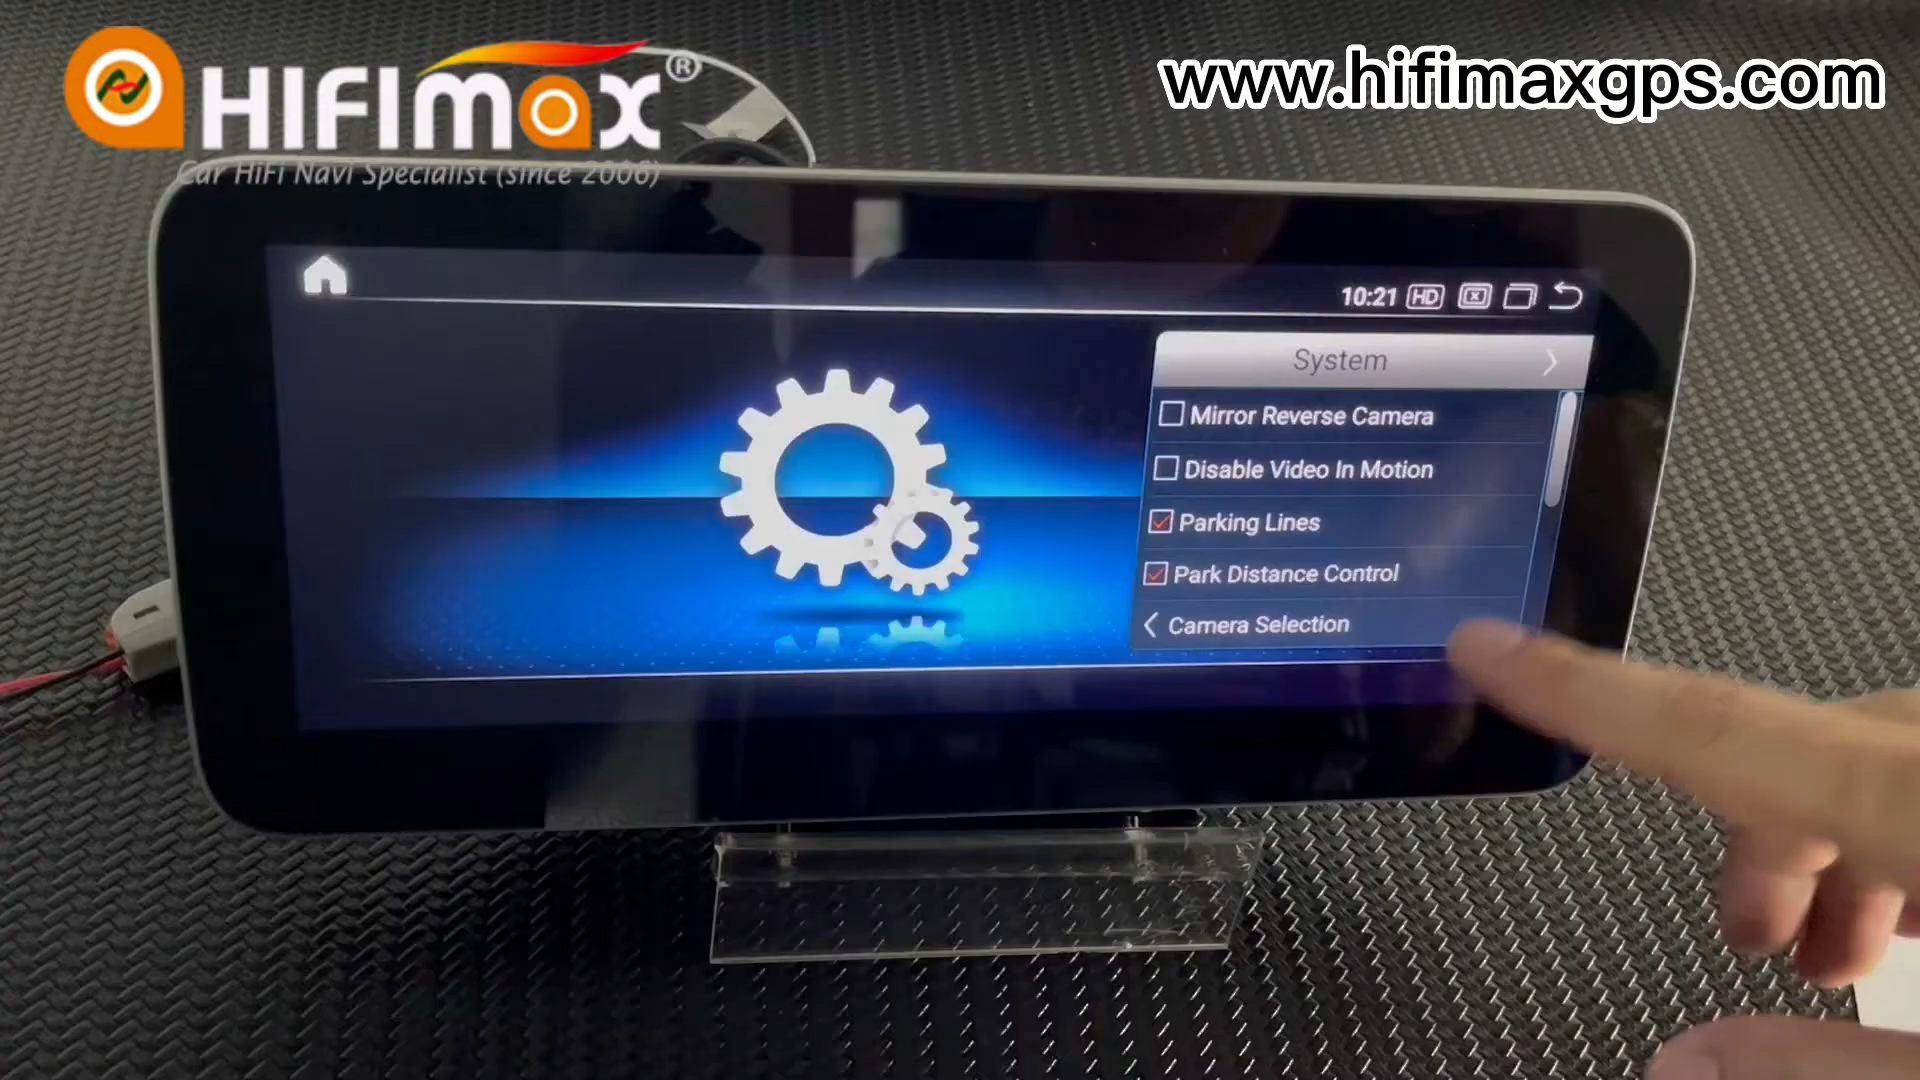 HIFIMAX®
www.hifimaxgps.com
Car HiFi Navi Specialist (since 2006)
10:21 HD
System
Mirror Reverse Camera
Disable Video In Motion
Parking Lines
Park Distance Control
Camera Selection